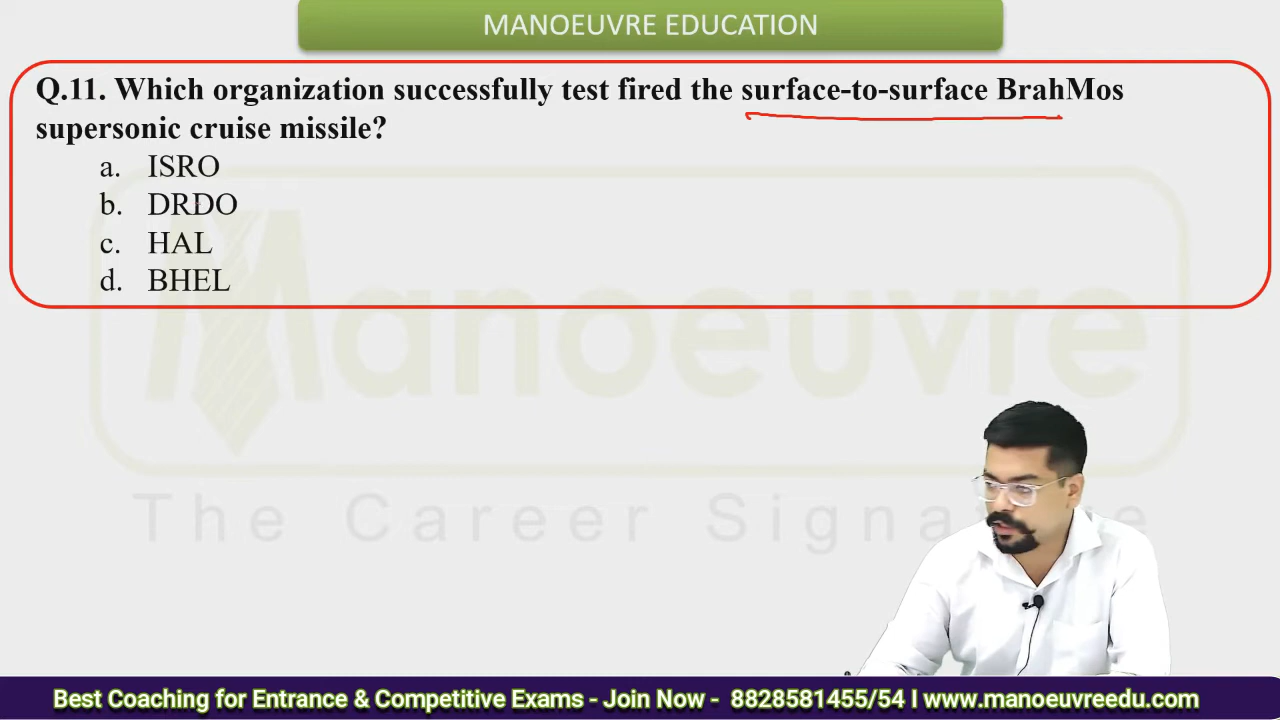 MANOEUVRE EDUCATION
Q.11. Which organization successfully test fired the surface-to-surface BrahMos
supersonic cruise missile?
a. ISRO
b. DRDO
c. HAL
d. BHEL
Manoeuvre
The Career Signature
Best Coaching for Entrance & Competitive Exams - Join Now - 8828581455/54 I www.manoeuvreedu.com